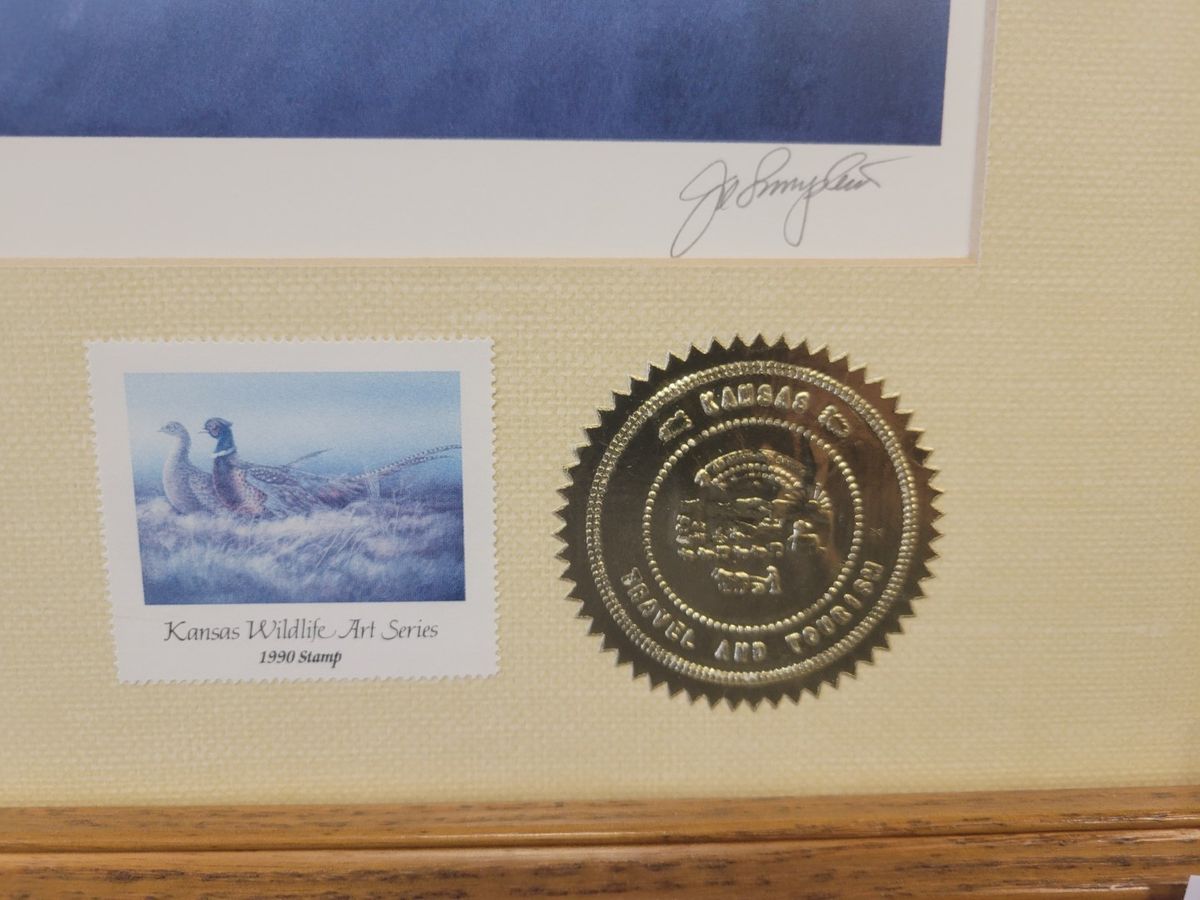 Kansas Wildlife Art Series
1990 Stamp
KANSAS
TRAVEL AND TOURISM